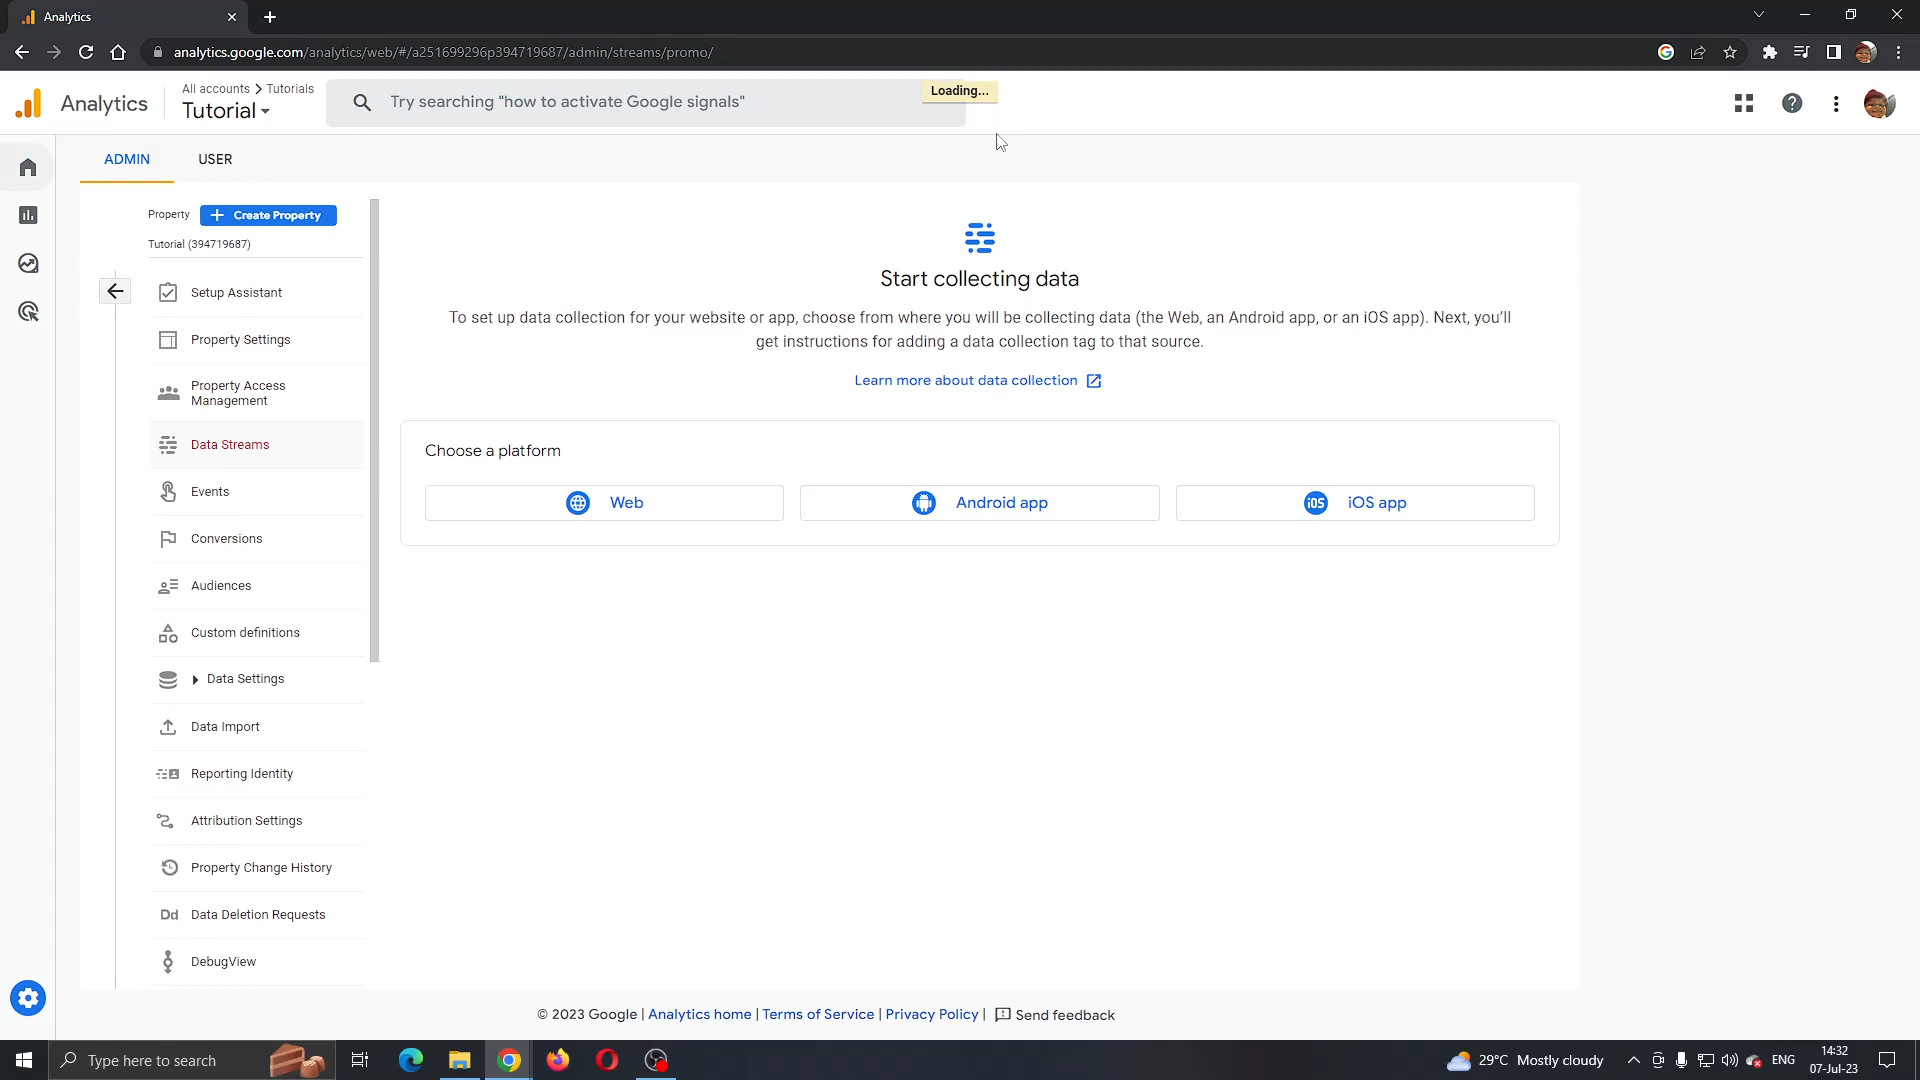 Analytics
analytics.google.com/analytics/web/#/a251699296p394719687/admin/streams/promo/
Analytics
All accounts > Tutorials
Tutorial
Try searching "how to activate Google signals"
Loading...
ADMIN
USER
Property
+ Create Property
Tutorial (394719687)
Setup Assistant
Property Settings
Property Access
Management
Data Streams
Events
Conversions
Audiences
Custom definitions
Data Settings
Data Import
Reporting Identity
Attribution Settings
Property Change History
Dd Data Deletion Requests
DebugView
Start collecting data
To set up data collection for your website or app, choose from where you will be collecting data (the Web, an Android app, or an iOS app). Next, you'll
get instructions for adding a data collection tag to that source.
Learn more about data collection
Choose a platform
Web
Android app
iOS iOS app
© 2023 Google | Analytics home | Terms of Service | Privacy Policy | Send feedback
Type here to search
29°C Mostly cloudy
ENG
14:32
07-Jul-23